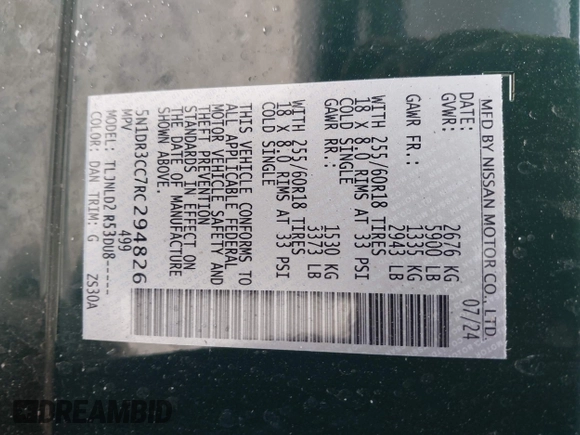 MFD BY NISSAN MOTOR CO., LTD.
DATE: 07/24
GVWR: 2676 KG
5900 LB
GAWR FR.: 1335 KG
2943 LB
WITH 255/60R18 TIRES
18 X 8.0 RIMS AT 33 PSI
COLD SINGLE
GAWR RR.: 1530 KG
3373 LB
WITH 255/60R18 TIRES
18 X 8.0 RIMS AT 33 PSI
COLD SINGLE
THIS VEHICLE CONFORMS TO
ALL APPLICABLE FEDERAL
MOTOR VEHICLE SAFETY AND
THEFT PREVENTION
STANDARDS IN EFFECT ON
THE DATE OF MANUFACTURE
SHOWN ABOVE.
5N1DR3CC7RC294826
MPV 499
MODEL: TLJNLDZ R53DU8-----
COLOR: DAN TRIM: G ZS30A
DREAMBID